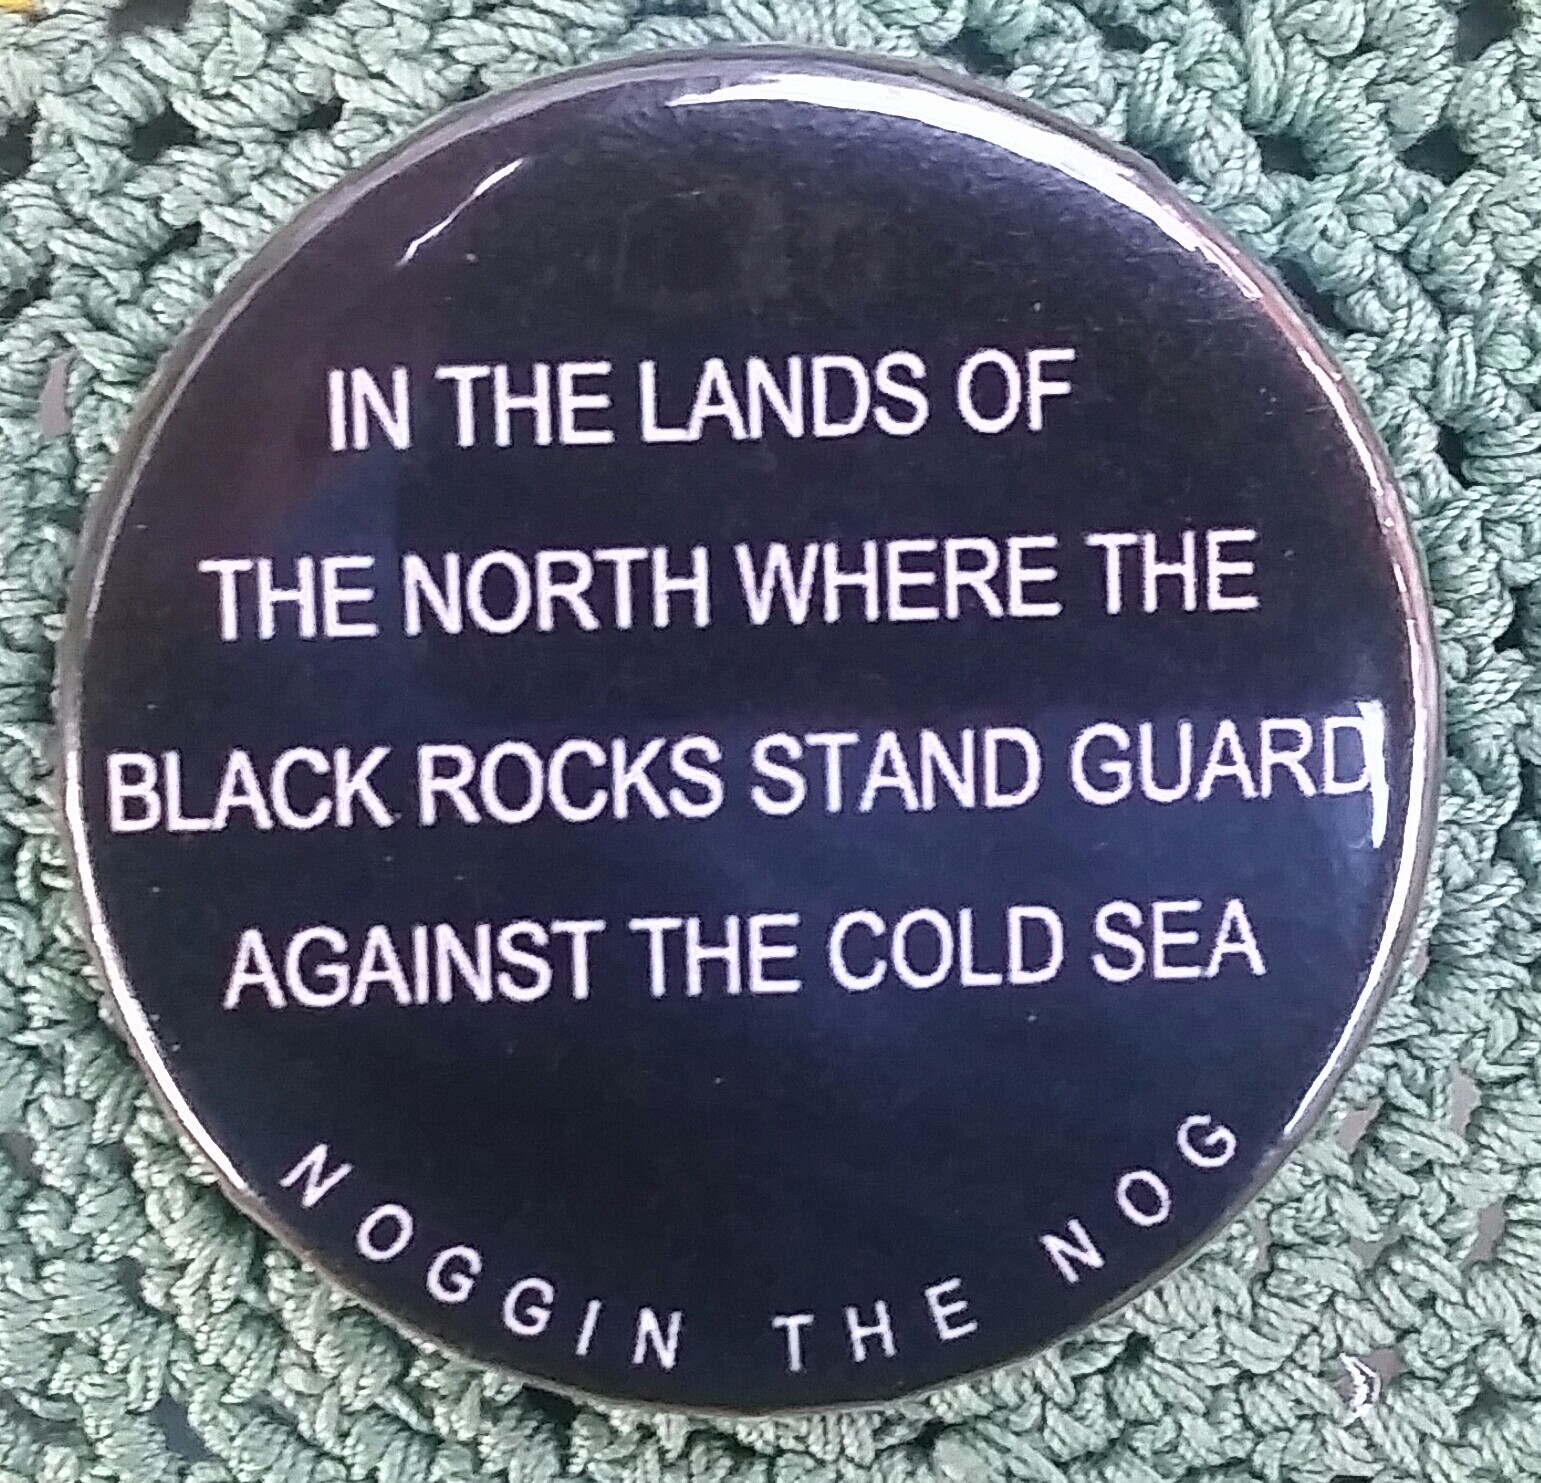 IN THE LANDS OF
THE NORTH WHERE THE
BLACK ROCKS STAND GUARD
AGAINST THE COLD SEA
NOGGIN THE NOG